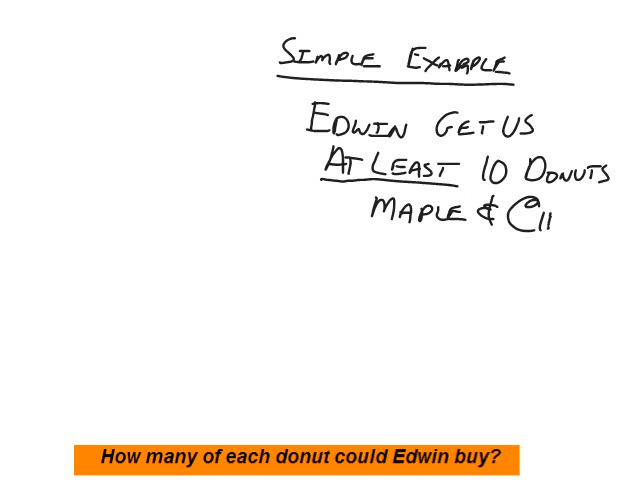 SIMPLE EXAMPLE
EDWIN GET US
AT LEAST 10 DONUTS
MAPLE &
How many of each donut could Edwin buy?